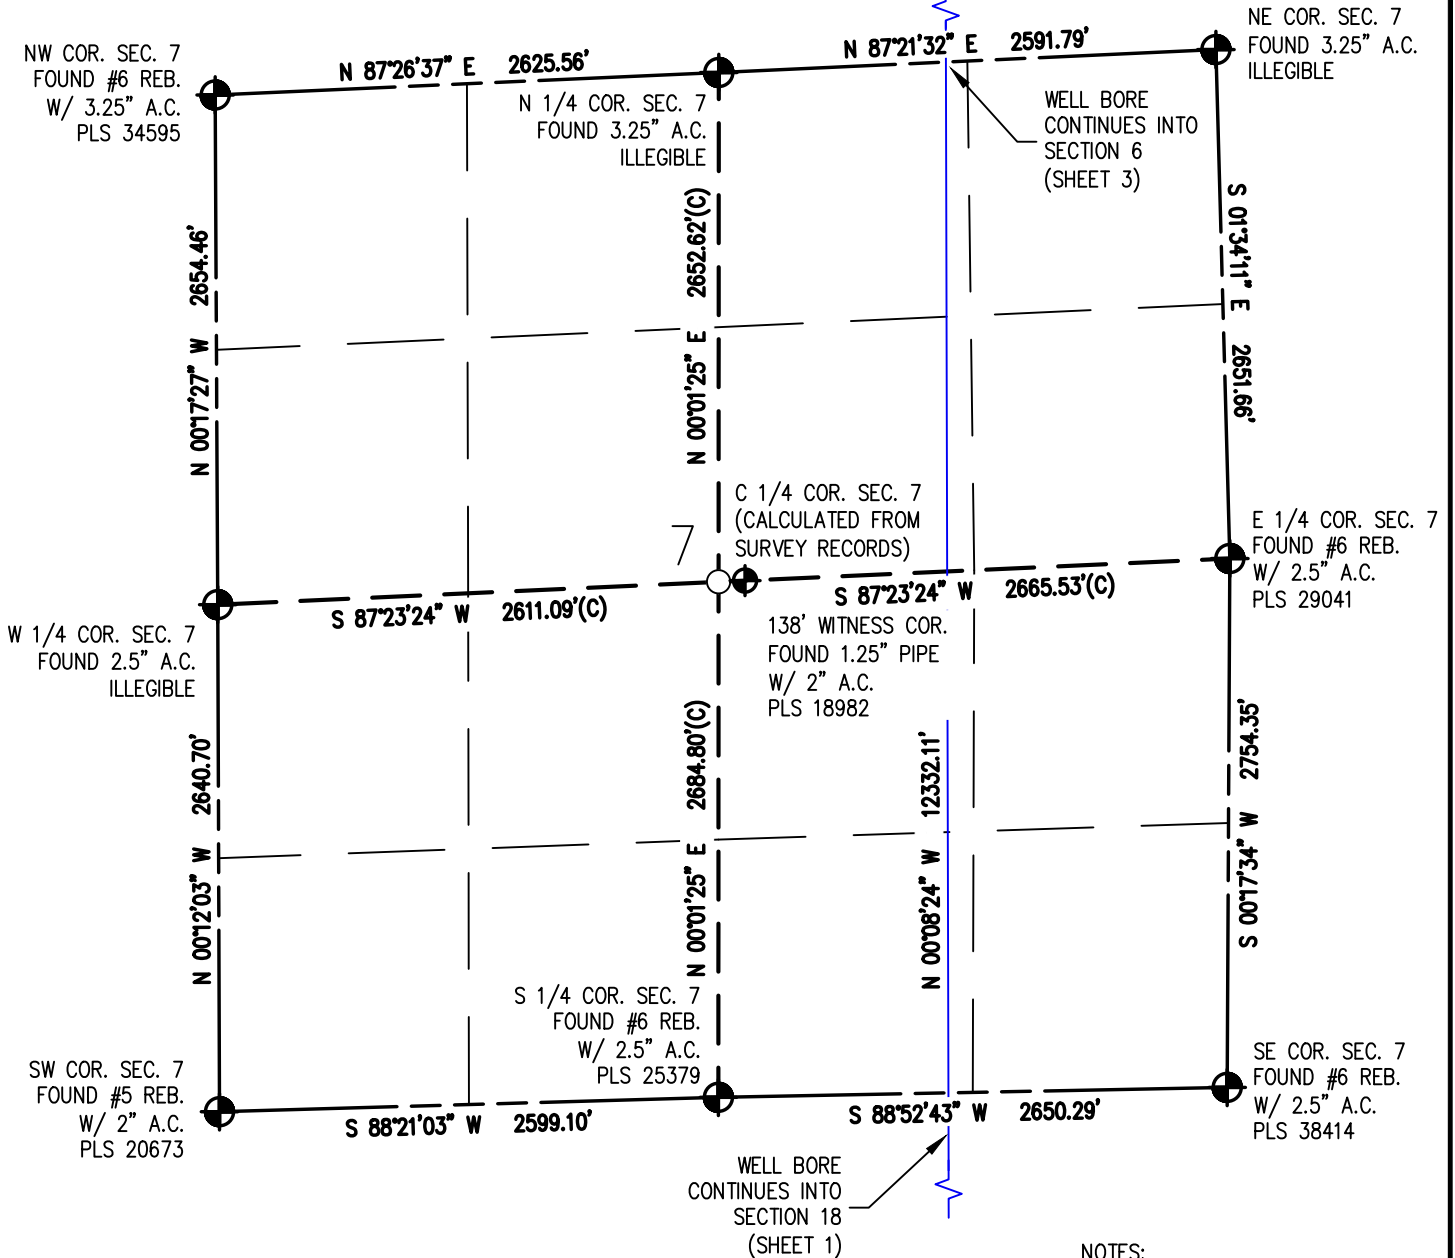 NW COR. SEC. 7
FOUND #6 REB.
W/ 3.25" A.C.
PLS 34595
N 87°26'37" E 2625.56'
N 1/4 COR. SEC. 7
FOUND 3.25" A.C.
ILLEGIBLE
N 87°21'32" E 2591.79'
NE COR. SEC. 7
FOUND 3.25" A.C.
ILLEGIBLE
WELL BORE
CONTINUES INTO
SECTION 6
(SHEET 3)
N 00°17'27" W 2654.46'
N 00°01'25" E 2652.62'(C)
S 01°34'11" E 2651.66'
7
C 1/4 COR. SEC. 7
(CALCULATED FROM
SURVEY RECORDS)
E 1/4 COR. SEC. 7
FOUND #6 REB.
W/ 2.5" A.C.
PLS 29041
S 87°23'24" W 2611.09'(C)
S 87°23'24" W 2665.53'(C)
W 1/4 COR. SEC. 7
FOUND 2.5" A.C.
ILLEGIBLE
138' WITNESS COR.
FOUND 1.25" PIPE
W/ 2" A.C.
PLS 18982
N 00°12'03" W 2640.70'
N 00°01'25" E 2684.80'(C)
N 00°08'24" W 12332.11'
S 00°17'34" W 2754.35'
S 1/4 COR. SEC. 7
FOUND #6 REB.
W/ 2.5" A.C.
PLS 25379
SW COR. SEC. 7
FOUND #5 REB.
W/ 2" A.C.
PLS 20673
S 88°21'03" W 2599.10'
S 88°52'43" W 2650.29'
SE COR. SEC. 7
FOUND #6 REB.
W/ 2.5" A.C.
PLS 38414
WELL BORE
CONTINUES INTO
SECTION 18
(SHEET 1)
NOTES: